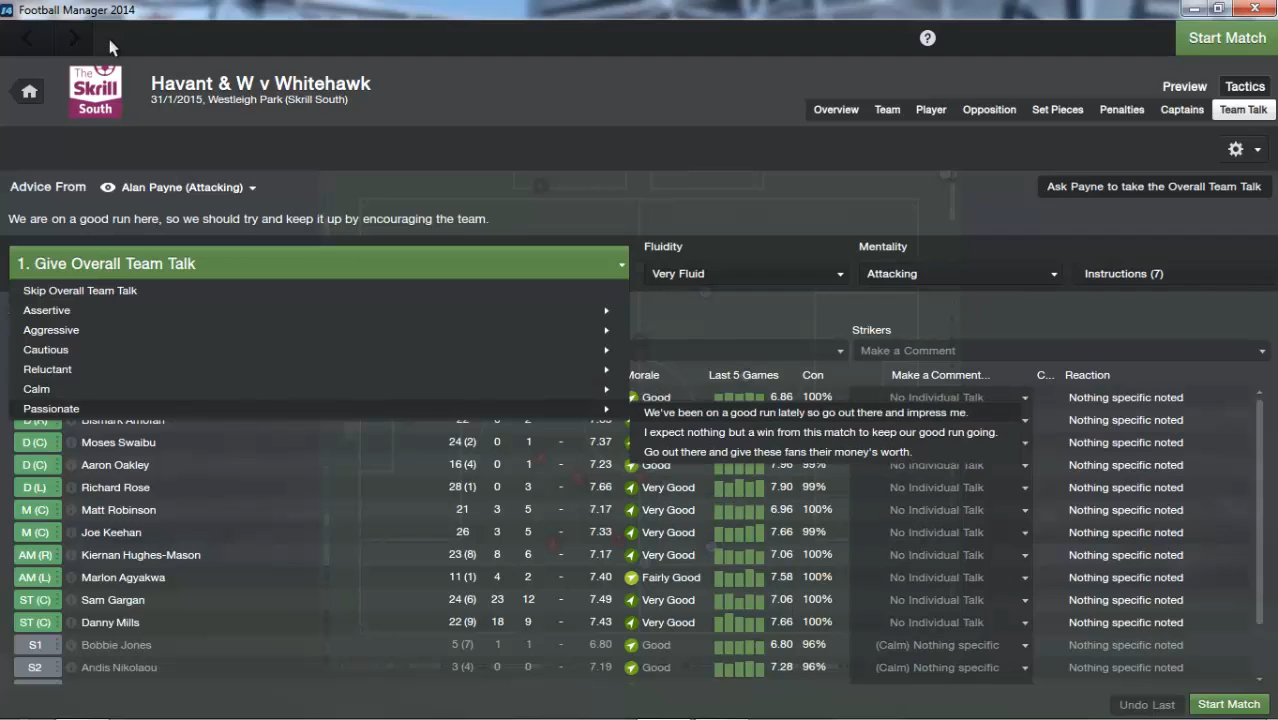 Football Manager 2014
Start Match
The Skrill South
Havant & W v Whitehawk
31/1/2015, Westleigh Park (Skrill South)
Preview Tactics
Overview Team Player Opposition Set Pieces Penalties Captains Team Talk
Advice From Alan Payne (Attacking)
Ask Payne to take the Overall Team Talk
We are on a good run here, so we should try and keep it up by encouraging the team.
1. Give Overall Team Talk
Fluidity Mentality
Very Fluid Attacking Instructions (7)
Skip Overall Team Talk
Assertive
Aggressive
Cautious
Reluctant
Calm
Passionate
Strikers
Make a Comment
Morale Last 5 Games Con Make a Comment... C... Reaction
Good 6.86 100% No Individual Talk Nothing specific noted
We've been on a good run lately so go out there and impress me.
I expect nothing but a win from this match to keep our good run going.
Go out there and give these fans their money's worth.
Nothing specific noted
D (C) Moses Swaibu 24 (2) 0 1 - 7.37 Nothing specific noted
D (C) Aaron Oakley 16 (4) 0 1 - 7.23 Good 7.96 99% No Individual Talk Nothing specific noted
D (L) Richard Rose 28 (1) 0 3 - 7.66 Very Good 7.90 99% No Individual Talk Nothing specific noted
M (C) Matt Robinson 21 3 5 - 7.17 Very Good 6.96 100% No Individual Talk Nothing specific noted
M (C) Joe Keehan 26 3 5 - 7.33 Very Good 7.66 99% No Individual Talk Nothing specific noted
AM (R) Kiernan Hughes-Mason 23 (8) 8 6 - 7.17 Very Good 7.06 100% No Individual Talk Nothing specific noted
AM (L) Marlon Agyakwa 11 (1) 4 2 - 7.40 Fairly Good 7.58 100% No Individual Talk Nothing specific noted
ST (C) Sam Gargan 24 (6) 23 12 - 7.49 Very Good 7.06 100% No Individual Talk Nothing specific noted
ST (C) Danny Mills 22 (9) 18 9 - 7.43 Very Good 7.66 100% No Individual Talk Nothing specific noted
S1 Bobbie Jones 5 (7) 1 1 - 6.80 Good 6.80 96% (Calm) Nothing specific Nothing specific noted
S2 Andis Nikolaou 3 (4) 0 0 - 7.19 Good 7.28 96% (Calm) Nothing specific Nothing specific noted
Undo Last Start Match